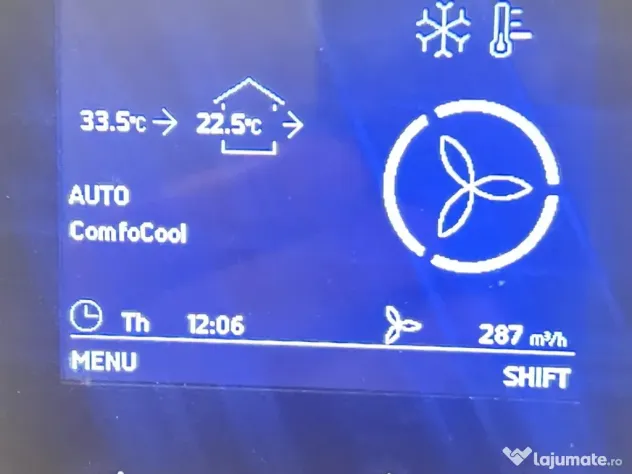 33.5°C 22.5°C
AUTO
ComfoCool
Th 12:06 287 m³/h
MENU
SHIFT
lajumate.ro